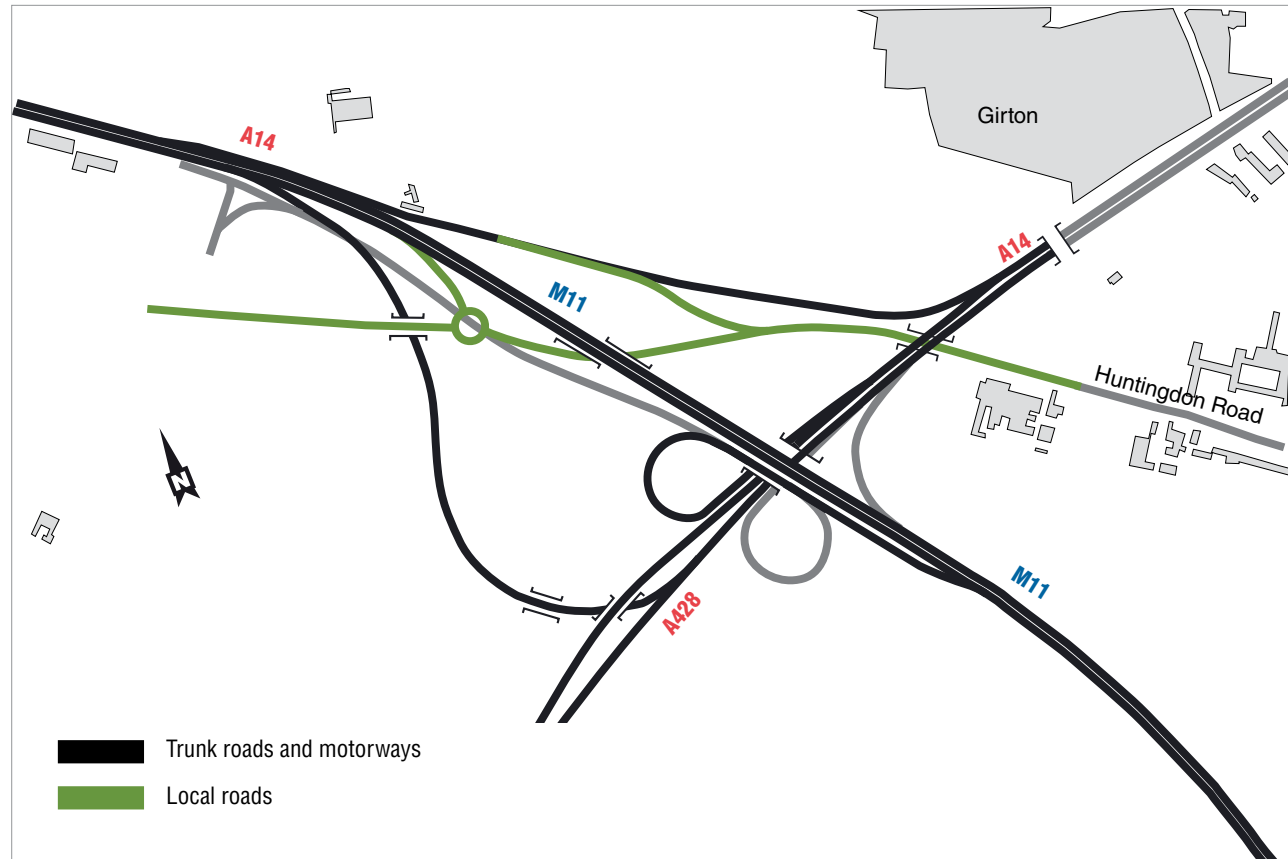 Girton
A14
A14
M11
Huntingdon Road
N
M11
A428
Trunk roads and motorways
Local roads